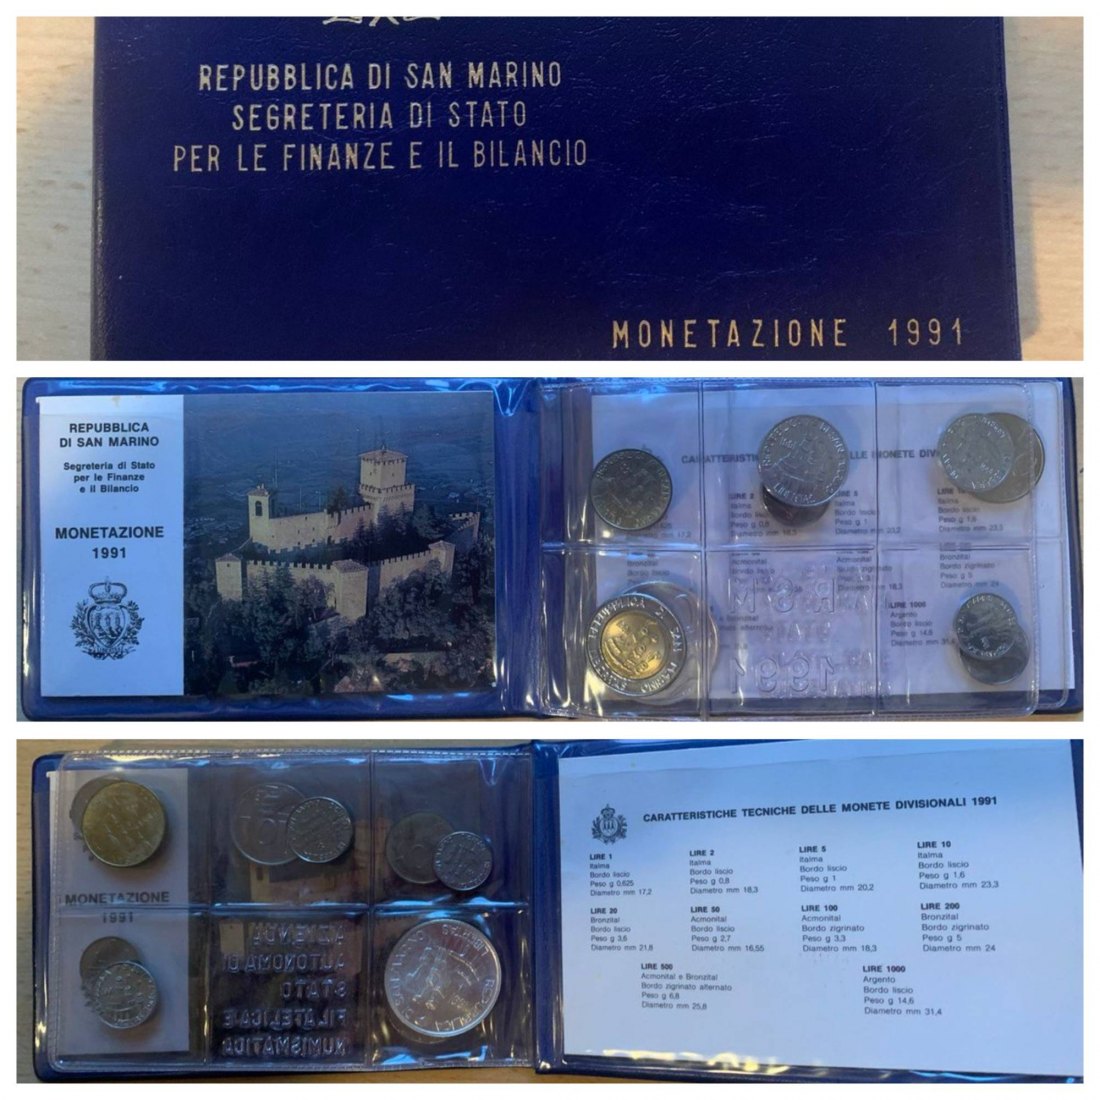 REPUBBLICA DI SAN MARINO
SEGRETERIA DI STATO
PER LE FINANZE E IL BILANCIO
MONETAZIONE 1991
REPUBBLICA
DI SAN MARINO
Segreteria di Stato
per le Finanze
e il Bilancio
MONETAZIONE
1991
LIRE 1000
Argento
Bordo liscio
RSM
1991
MONETAZIONE
1991
AZIENDA
AUTONOMA DI
STATO
FILATELICA E
NUMISMATICA
CARATTERISTICHE TECNICHE DELLE MONETE DIVISIONALI 1991
LIRE 1
Italma
Bordo liscio
Peso g 0,625
Diametro mm 17,2
LIRE 2
Italma
Bordo liscio
Peso g 0,8
Diametro mm 18,3
LIRE 5
Italma
Bordo liscio
Peso g 1
Diametro mm 20,2
LIRE 10
Italma
Bordo liscio
Peso g 1,6
Diametro mm 23,3
LIRE 20
Bronzital
Bordo liscio
Peso g 3,6
Diametro mm 21,8
LIRE 50
Acmonital
Bordo liscio
Peso g 2,7
Diametro mm 16,55
LIRE 100
Acmonital
Bordo zigrinato
Peso g 3,3
Diametro mm 18,3
LIRE 200
Bronzital
Bordo zigrinato
Peso g 5
Diametro mm 24
LIRE 500
Acmonital e Bronzital
Bordo zigrinato alternato
Peso g 6,8
Diametro mm 25,8
LIRE 1000
Argento
Bordo liscio
Peso g 14,6
Diametro mm 31,4